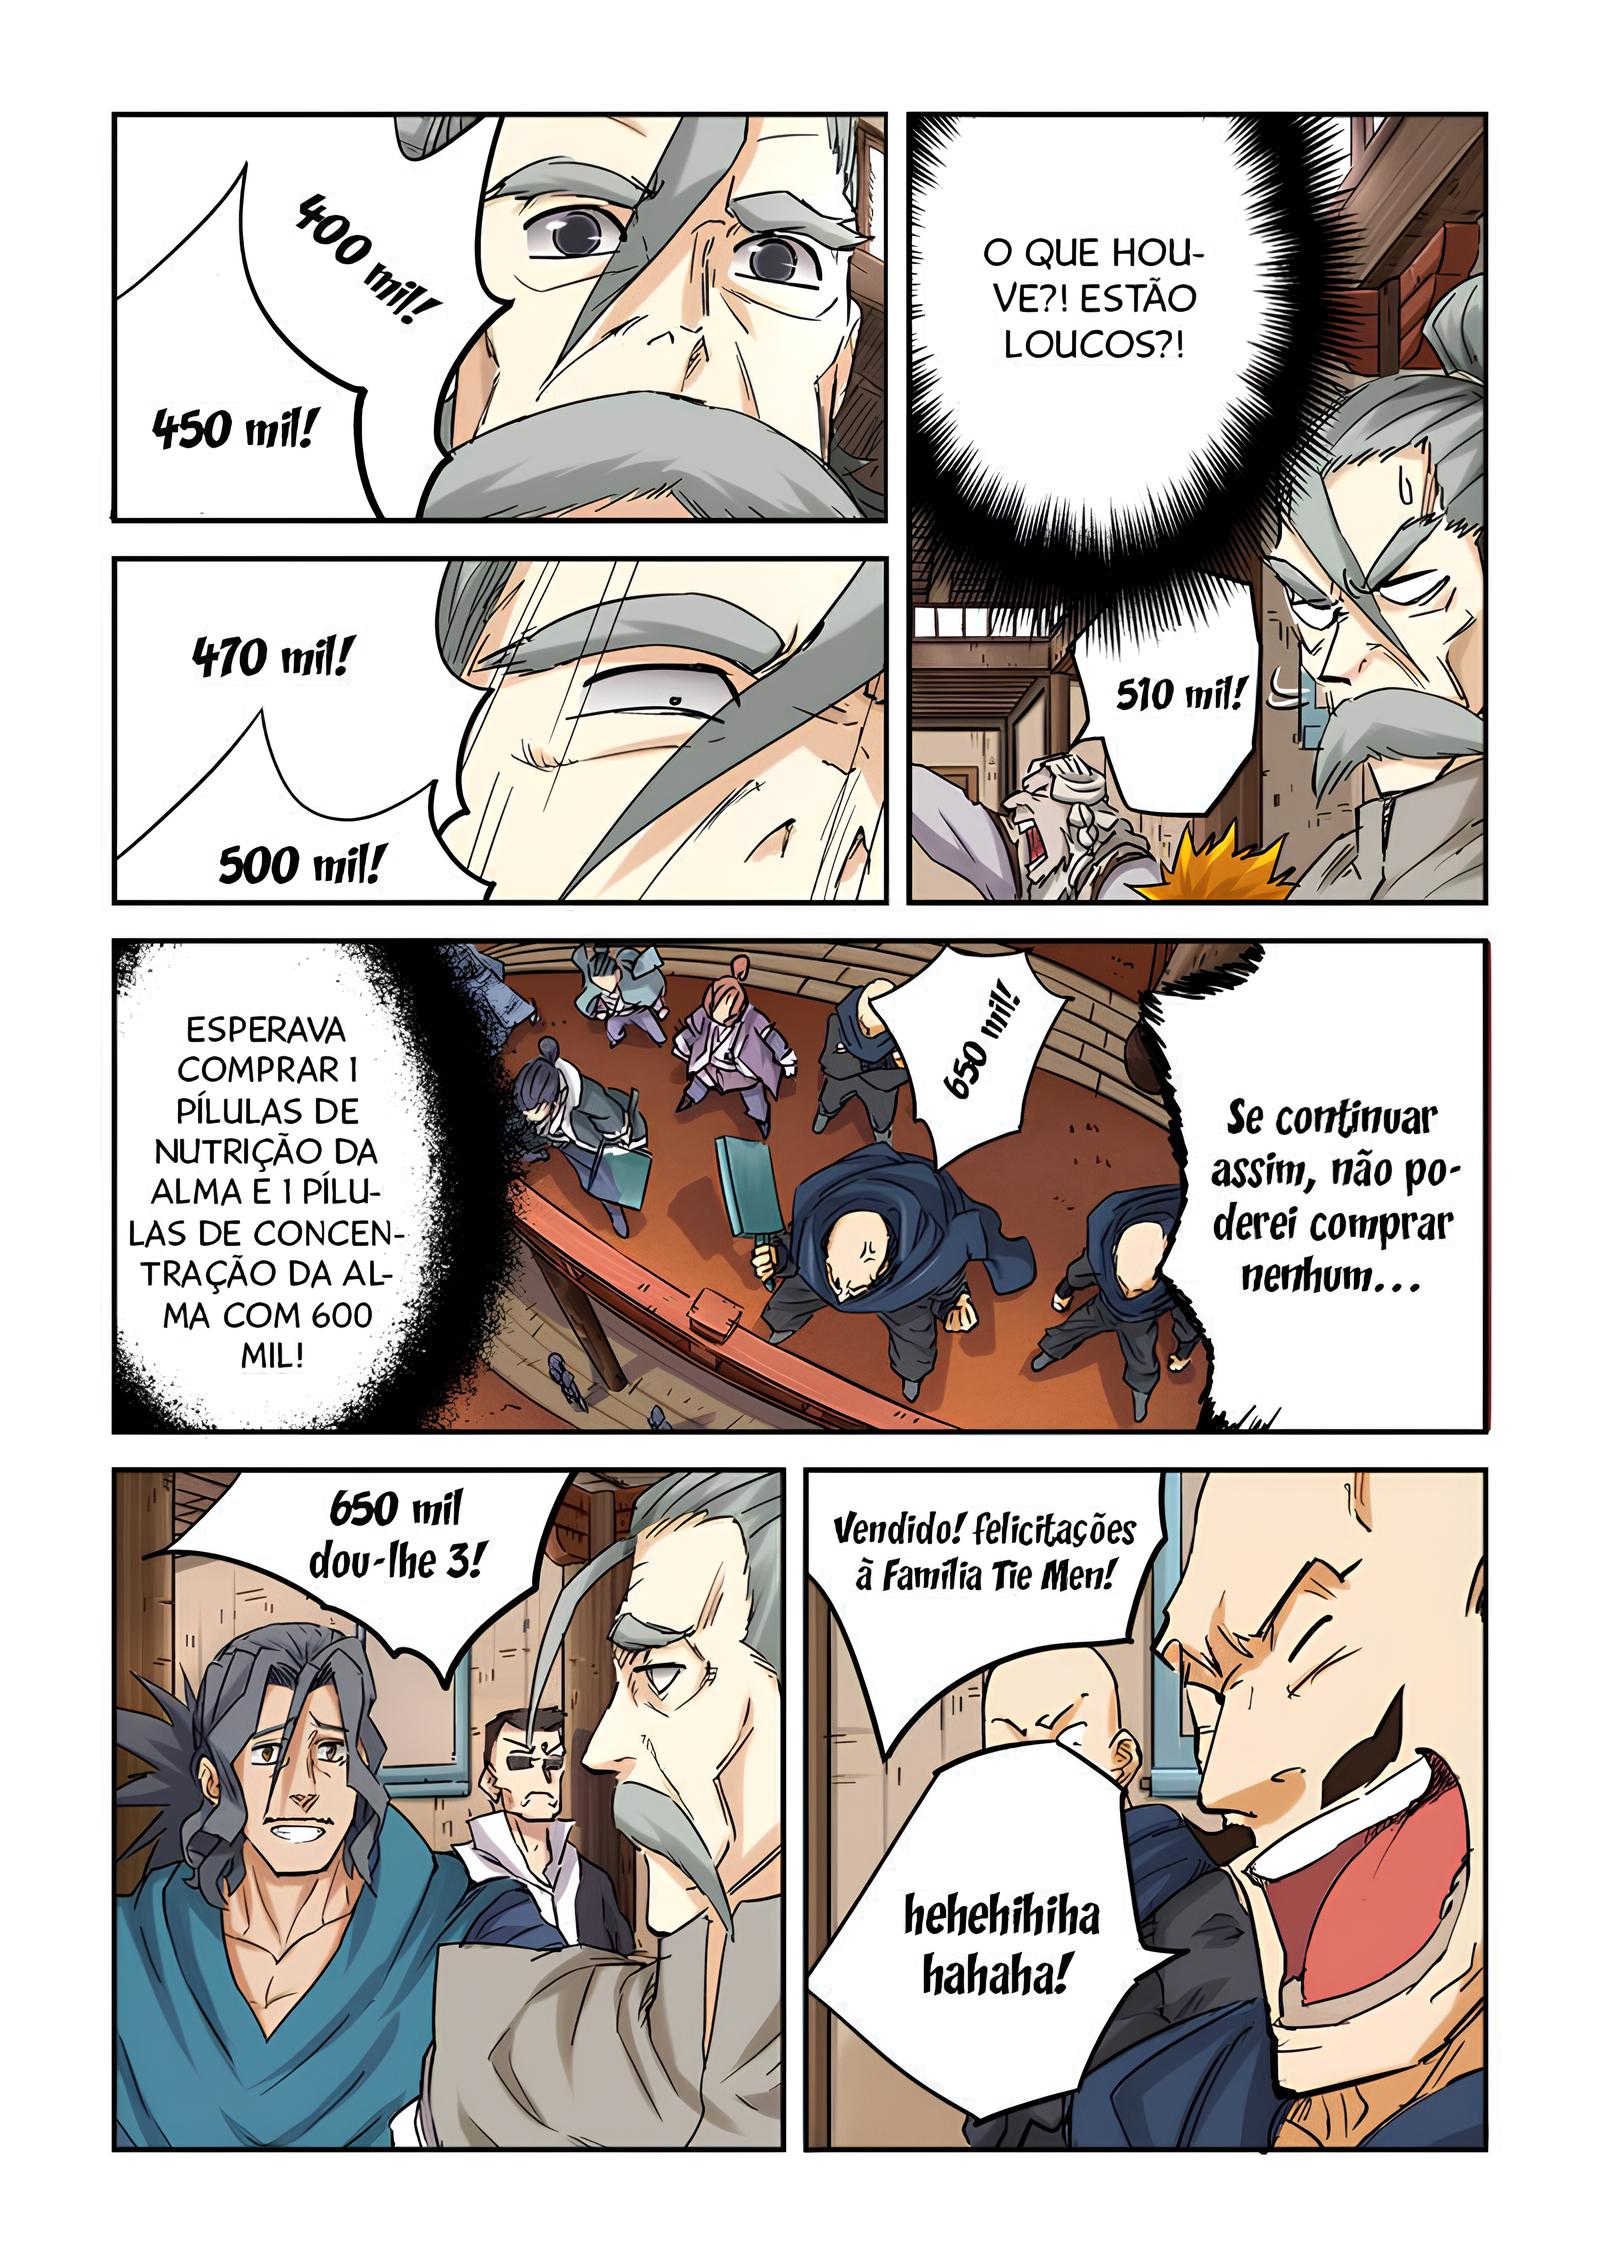 400 mil!
450 mil!
O QUE HOU-
VE?! ESTÃO
LOUCOS?!
470 mil!
500 mil!
510 mil!
ESPERAVA
COMPRAR 1
PÍLULAS DE
NUTRIÇÃO DA
ALMA E 1 PÍLU-
LAS DE CONCEN-
TRAÇÃO DA AL-
MA COM 600
MIL!
650 mil!
Se continuar
assim, não po-
derei comprar
nenhum...
650 mil
dou-lhe 3!
Vendido! felicitações
à Família Tie Men!
hehehihiha
hahaha!